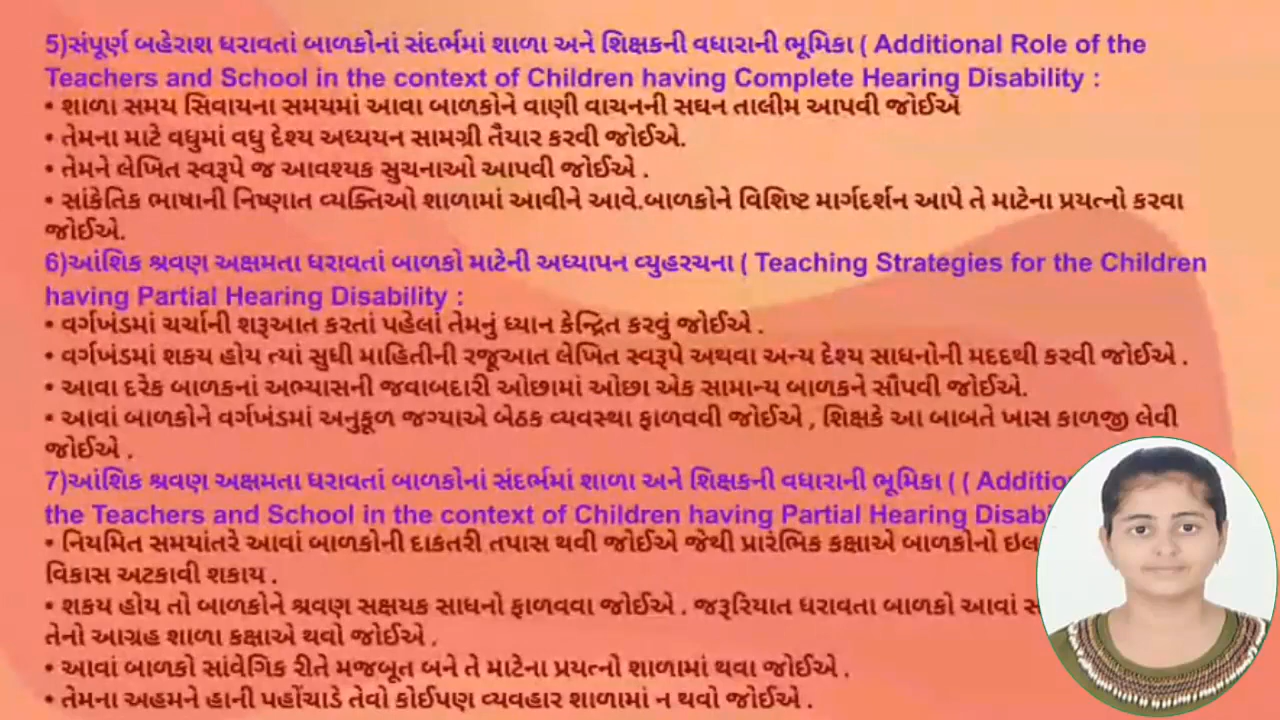 5)સંપૂર્ણ બહેરાશ ધરાવતાં બાળકોનાં સંદર્ભમાં શાળા અને શિક્ષકની વધારાની ભૂમિકા ( Additional Role of the
Teachers and School in the context of Children having Complete Hearing Disability :
• શાળા સમય સિવાયના સમયમાં આવા બાળકોને વાણી વાચનની સઘન તાલીમ આપવી જોઈએ
• તેમના માટે વધુમાં વધુ દેશ્ય અધ્યયન સામગ્રી તૈયાર કરવી જોઈએ.
• તેમને લેખિત સ્વરૂપે જ આવશ્યક સુચનાઓ આપવી જોઈએ .
• સાંકેતિક ભાષાની નિષ્ણાત વ્યક્તિઓ શાળામાં આવીને આવે.બાળકોને વિશિષ્ટ માર્ગદર્શન આપે તે માટેના પ્રયત્નો કરવા
જોઈએ.
6)આંશિક શ્રવણ અક્ષમતા ધરાવતાં બાળકો માટેની અધ્યાપન વ્યુહરચના ( Teaching Strategies for the Children
having Partial Hearing Disability :
• વર્ગખંડમાં ચર્ચાની શરૂઆત કરતાં પહેલાં તેમનું ધ્યાન કેન્દ્રિત કરવું જોઈએ .
• વર્ગખંડમાં શકય હોય ત્યાં સુધી માહિતીની રજૂઆત લેખિત સ્વરૂપે અથવા અન્ય દેશ્ય સાધનોની મદદથી કરવી જોઈએ .
• આવા દરેક બાળકનાં અભ્યાસની જવાબદારી ઓછામાં ઓછા એક સામાન્ય બાળકને સૌપવી જોઈએ.
• આવાં બાળકોને વર્ગખંડમાં અનુકૂળ જગ્યાએ બેઠક વ્યવસ્થા ફાળવવી જોઈએ , શિક્ષકે આ બાબતે ખાસ કાળજી લેવી
જોઈએ .
7)આંશિક શ્રવણ અક્ષમતા ધરાવતાં બાળકોનાં સંદર્ભમાં શાળા અને શિક્ષકની વધારાની ભૂમિકા ( (
the Teachers and School in the context of Children having Partial Hearing
• નિયમિત સમયાંતરે આવાં બાળકોની દાકતરી તપાસ થવી જોઈએ જેથી પ્રારંભિક કક્ષાએ બાળકોનો
વિકાસ અટકાવી શકાય .
• શકય હોય તો બાળકોને શ્રવણ સક્ષયક સાધનો ફાળવવા જોઈએ . જરૂરિયાત ધરાવતા બાળકો આવાં
તેનો આગ્રહ શાળા કક્ષાએ થવો જોઈએ .
• આવાં બાળકો સાંવેગિક રીતે મજબૂત બને તે માટેના પ્રયત્નો શાળામાં થવા જોઈએ .
• તેમના અહમને હાની પહોંચાડે તેવો કોઈપણ વ્યવહાર શાળામાં ન થવો જોઈએ .